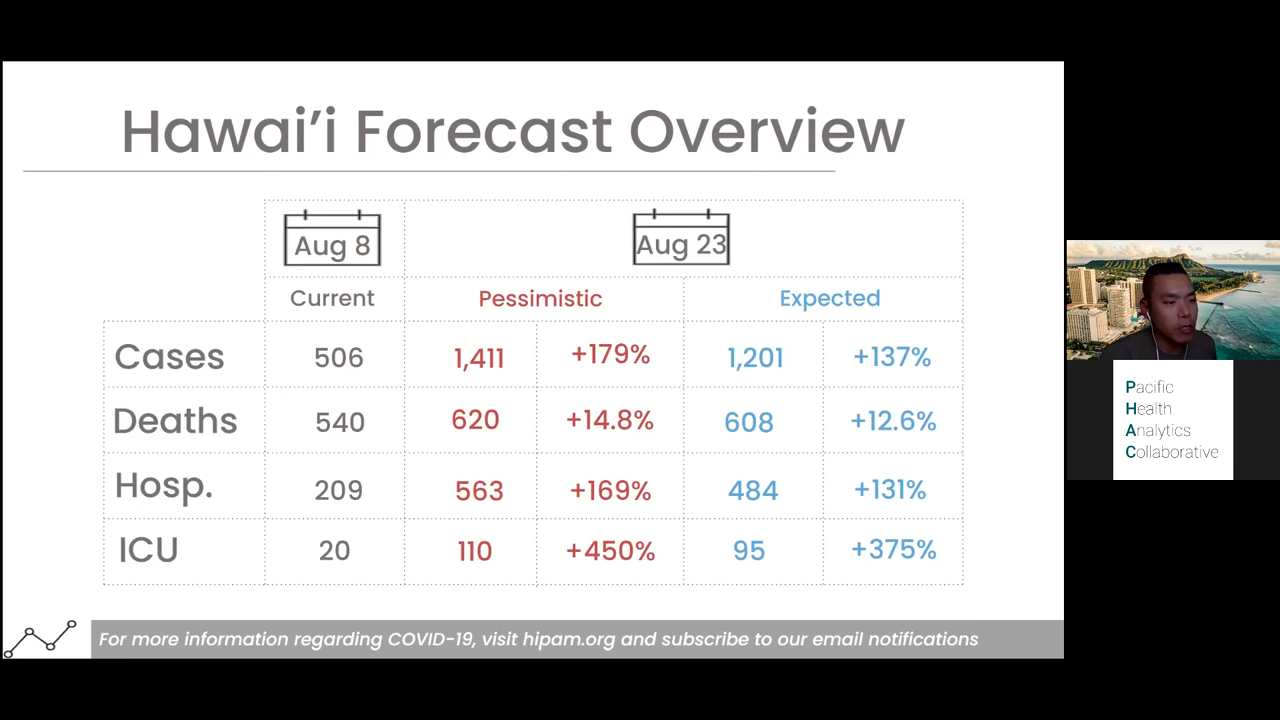 Hawai’i Forecast Overview
Aug 8
Aug 23
Current
Pessimistic
Expected
Cases 506 1,411 +179% 1,201 +137%
Deaths 540 620 +14.8% 608 +12.6%
Hosp. 209 563 +169% 484 +131%
ICU 20 110 +450% 95 +375%
For more information regarding COVID-19, visit hipam.org and subscribe to our email notifications
Pacific
Health
Analytics
Collaborative